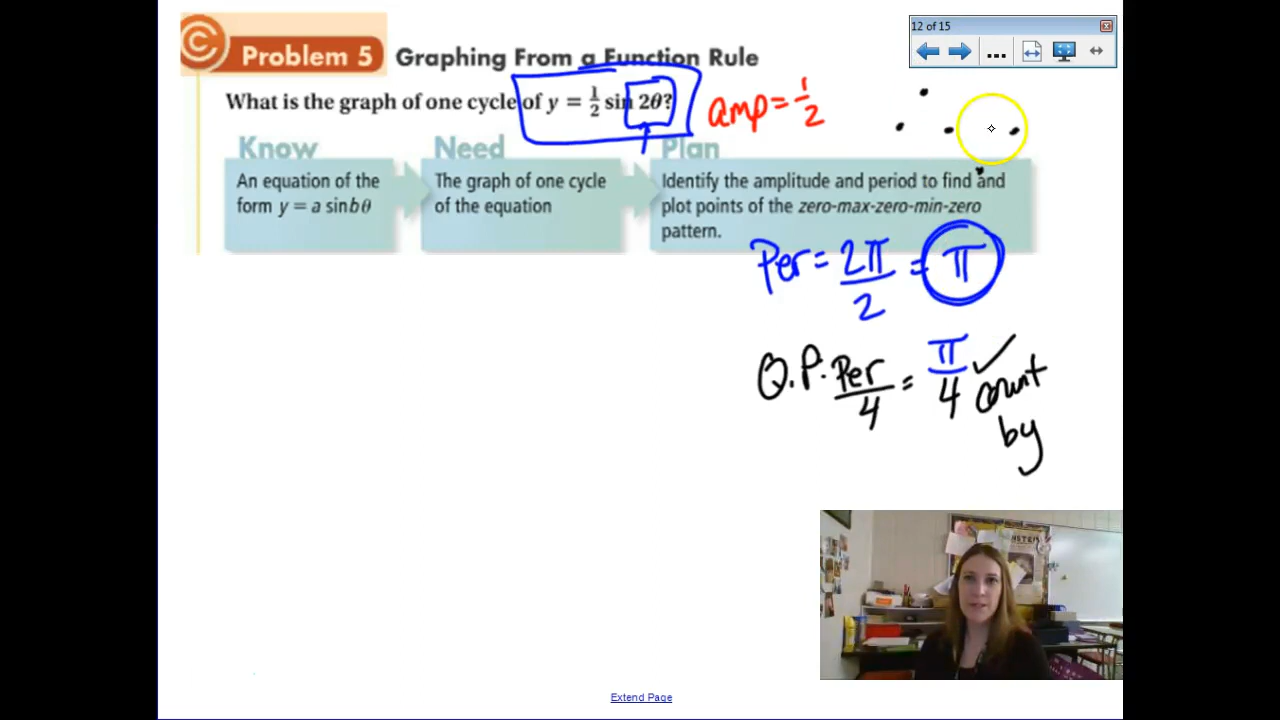 12 of 15
Problem 5 Graphing From a Function Rule
What is the graph of one cycle of y = 1/2 sin 2θ?
amp = 1/2
Know
An equation of the
form y = a sin bθ
Need
The graph of one cycle
of the equation
Plan
Identify the amplitude and period to find and
plot points of the zero-max-zero-min-zero
pattern.
Per = 2π/2 = π
Q.P. Per/4 = π/4 ✓
count
by
Extend Page